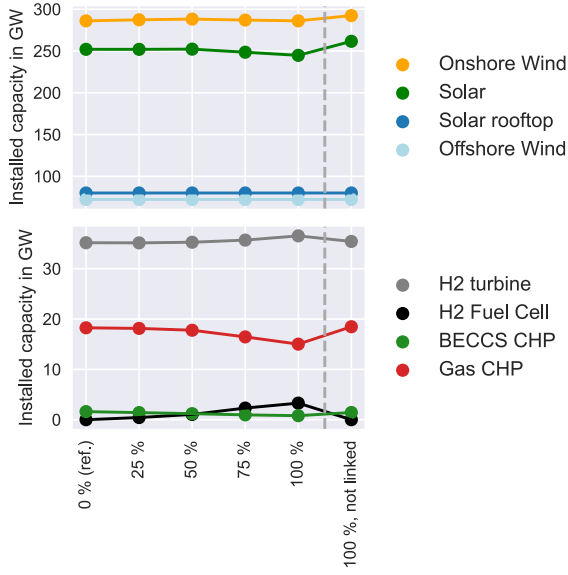 Installed capacity in GW
300
250
200
150
100
Onshore Wind
Solar
Solar rooftop
Offshore Wind
Installed capacity in GW
30
20
10
0
H2 turbine
H2 Fuel Cell
BECCS CHP
Gas CHP
0 % (ref.)
25 %
50 %
75 %
100 %
100 %, not linked